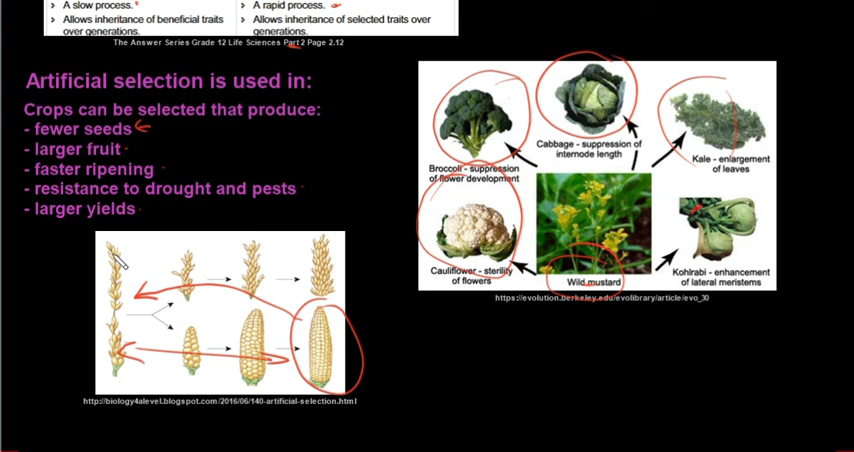 › A slow process.
› Allows inheritance of beneficial traits
over generations.
› A rapid process.
› Allows inheritance of selected traits over
generations.
The Answer Series Grade 12 Life Sciences Part 2 Page 2.12
Artificial selection is used in:
Crops can be selected that produce:
- fewer seeds
- larger fruit
- faster ripening
- resistance to drought and pests
- larger yields
http://biology4alevel.blogspot.com/2016/06/140-artificial-selection.html
Cabbage - suppression of
internode length
Kale - enlargement
of leaves
Broccoli - suppression
of flower development
Cauliflower - sterility
of flowers
Wild mustard
Kohlrabi - enhancement
of lateral meristems
https://evolution.berkeley.edu/evolibrary/article/evo_30